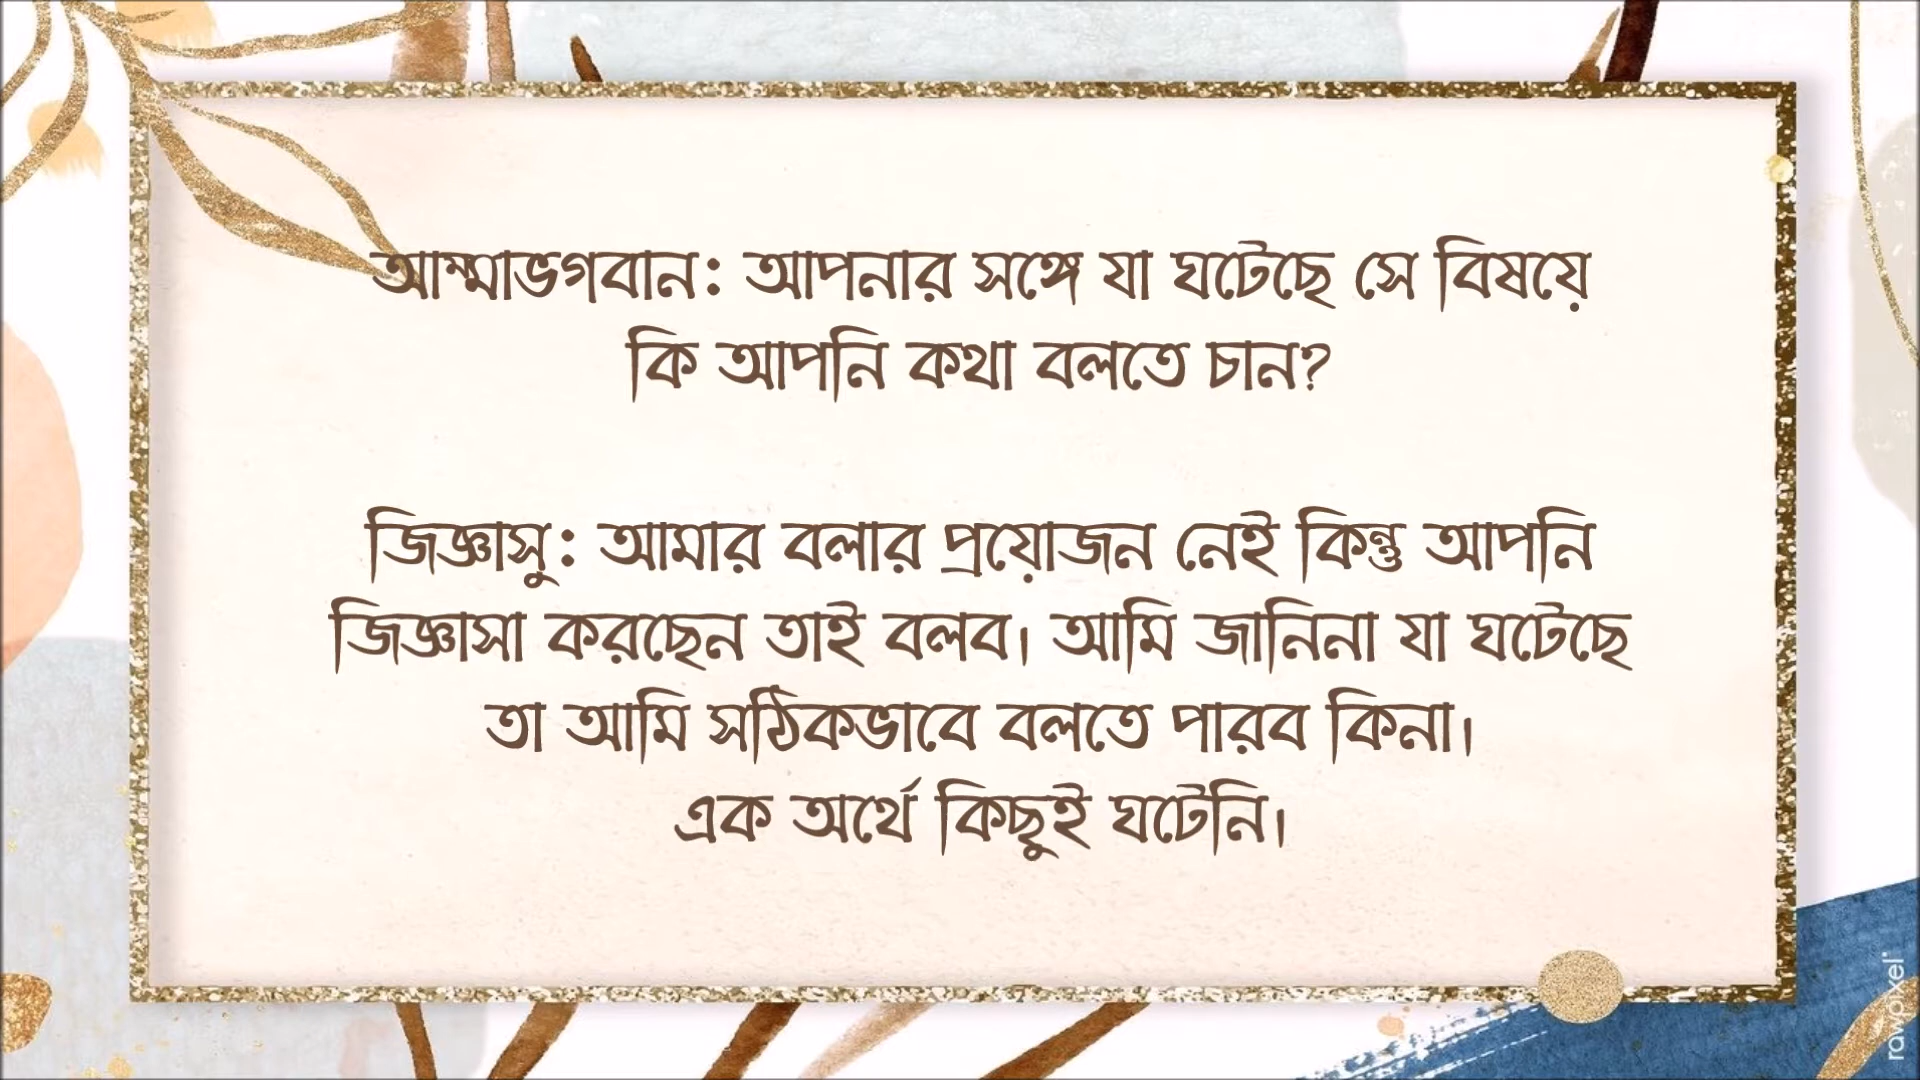 আম্মাভগবান: আপনার সঙ্গে যা ঘটেছে সে বিষয়ে
কি আপনি কথা বলতে চান?
জিজ্ঞাসু: আমার বলার প্রয়োজন নেই কিন্তু আপনি
জিজ্ঞাসা করছেন তাই বলব। আমি জানিনা যা ঘটেছে
তা আমি সঠিকভাবে বলতে পারব কিনা।
এক অর্থে কিছুই ঘটেনি।
rawpixel